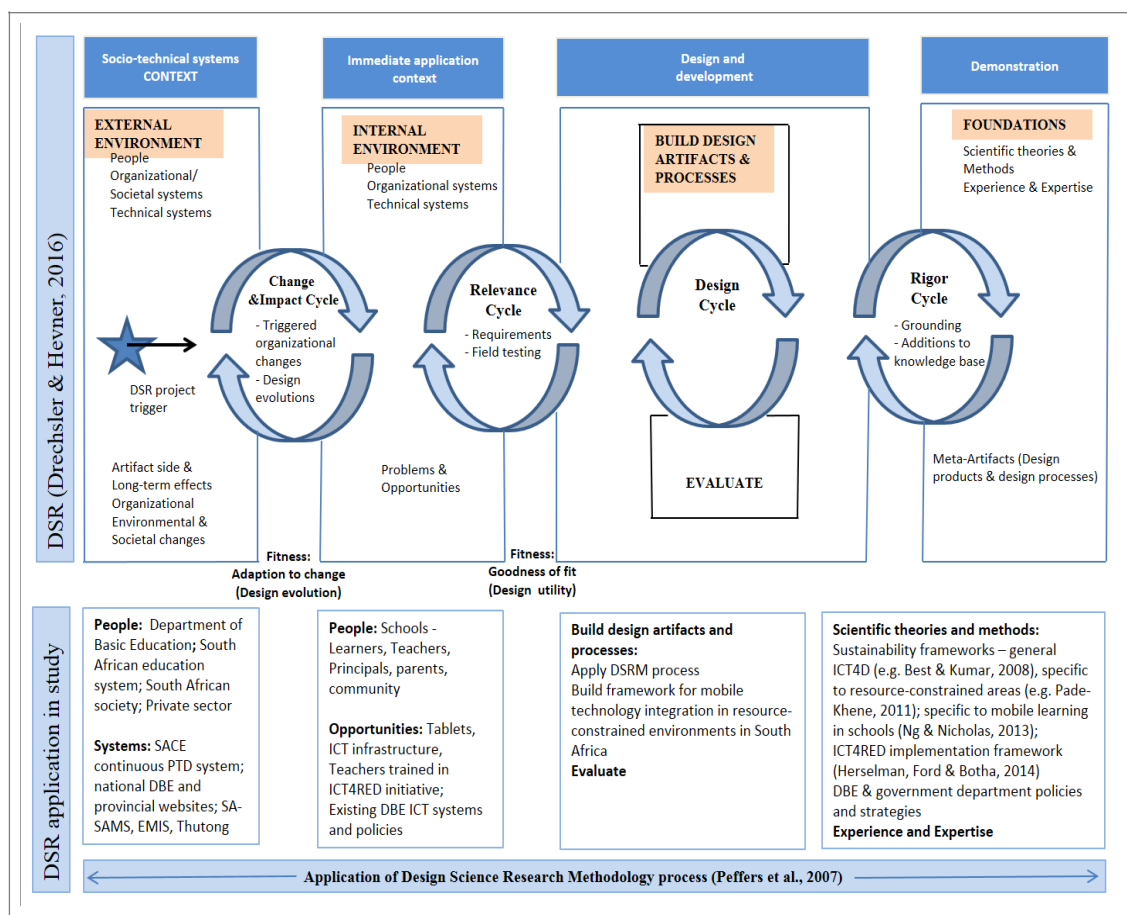 Socio-technical systems
CONTEXT
Immediate application
context
Design and
development
Demonstration
DSR (Drechsler & Hevner, 2016)
EXTERNAL
ENVIRONMENT
People
Organizational/
Societal systems
Technical systems
INTERNAL
ENVIRONMENT
People
Organizational systems
Technical systems
BUILD DESIGN
ARTIFACTS &
PROCESSES
FOUNDATIONS
Scientific theories &
Methods
Experience & Expertise
Change
&Impact Cycle
- Triggered
organizational
changes
- Design
evolutions
Relevance
Cycle
- Requirements
- Field testing
Design
Cycle
Rigor
Cycle
- Grounding
- Additions to
knowledge base
DSR project
trigger
Artifact side &
Long-term effects
Organizational
Environmental &
Societal changes
Problems &
Opportunities
EVALUATE
Meta-Artifacts (Design
products & design processes)
Fitness:
Adaption to change
(Design evolution)
Fitness:
Goodness of fit
(Design utility)
DSR application in study
People: Department of
Basic Education; South
African education
system; South African
society; Private sector
Systems: SACE
continuous PTD system;
national DBE and
provincial websites; SA-
SAMS, EMIS, Thutong
People: Schools -
Learners, Teachers,
Principals, parents,
community
Opportunities: Tablets,
ICT infrastructure,
Teachers trained in
ICT4RED initiative;
Existing DBE ICT systems
and policies
Build design artifacts and
processes:
Apply DSRM process
Build framework for mobile
technology integration in resource-
constrained environments in South
Africa
Evaluate
Scientific theories and methods:
Sustainability frameworks – general
ICT4D (e.g. Best & Kumar, 2008), specific
to resource-constrained areas (e.g. Pade-
Khene, 2011); specific to mobile learning
in schools (Ng & Nicholas, 2013);
ICT4RED implementation framework
(Herselman, Ford & Botha, 2014)
DBE & government department policies
and strategies
Experience and Expertise
Application of Design Science Research Methodology process (Peffers et al., 2007)